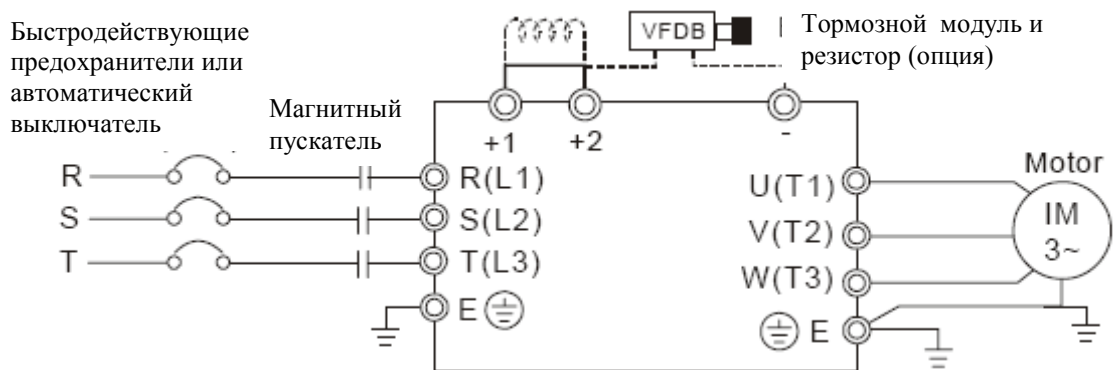 Быстродействующие
предохранители или
автоматический
выключатель
Магнитный
пускатель
VFDB
Тормозной модуль и
резистор (опция)
+1
+2
-
R
R(L1)
S
S(L2)
T
T(L3)
E
U(T1)
V(T2)
W(T3)
E
Motor
IM
3~